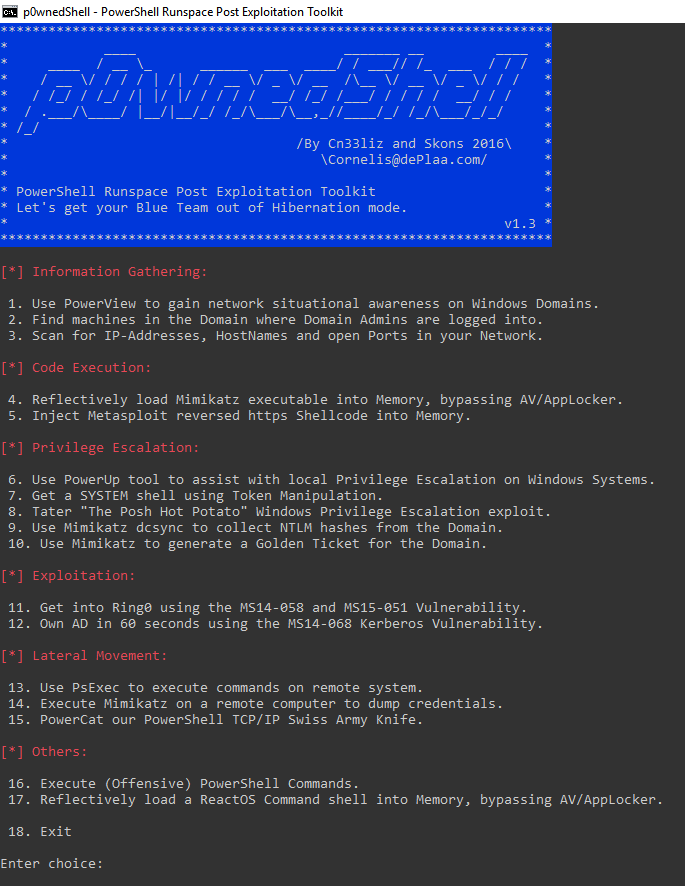 p0wnedShell - PowerShell Runspace Post Exploitation Toolkit
*********************************************************************
* p0wnedShell *
* /By Cn33liz and Skons 2016\ *
* \Cornelis@dePlaa.com/ *
* *
* PowerShell Runspace Post Exploitation Toolkit *
* Let's get your Blue Team out of Hibernation mode. *
* v1.3 *
*********************************************************************
[*] Information Gathering:
1. Use PowerView to gain network situational awareness on Windows Domains.
2. Find machines in the Domain where Domain Admins are logged into.
3. Scan for IP-Addresses, HostNames and open Ports in your Network.
[*] Code Execution:
4. Reflectively load Mimikatz executable into Memory, bypassing AV/AppLocker.
5. Inject Metasploit reversed https Shellcode into Memory.
[*] Privilege Escalation:
6. Use PowerUp tool to assist with local Privilege Escalation on Windows Systems.
7. Get a SYSTEM shell using Token Manipulation.
8. Tater "The Posh Hot Potato" Windows Privilege Escalation exploit.
9. Use Mimikatz dcsync to collect NTLM hashes from the Domain.
10. Use Mimikatz to generate a Golden Ticket for the Domain.
[*] Exploitation:
11. Get into Ring0 using the MS14-058 and MS15-051 Vulnerability.
12. Own AD in 60 seconds using the MS14-068 Kerberos Vulnerability.
[*] Lateral Movement:
13. Use PsExec to execute commands on remote system.
14. Execute Mimikatz on a remote computer to dump credentials.
15. PowerCat our PowerShell TCP/IP Swiss Army Knife.
[*] Others:
16. Execute (Offensive) PowerShell Commands.
17. Reflectively load a ReactOS Command shell into Memory, bypassing AV/AppLocker.
18. Exit
Enter choice: